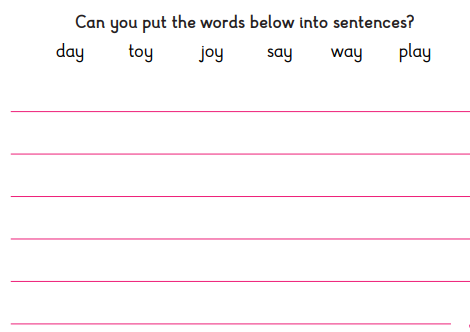 Can you put the words below into sentences?
day toy joy say way play